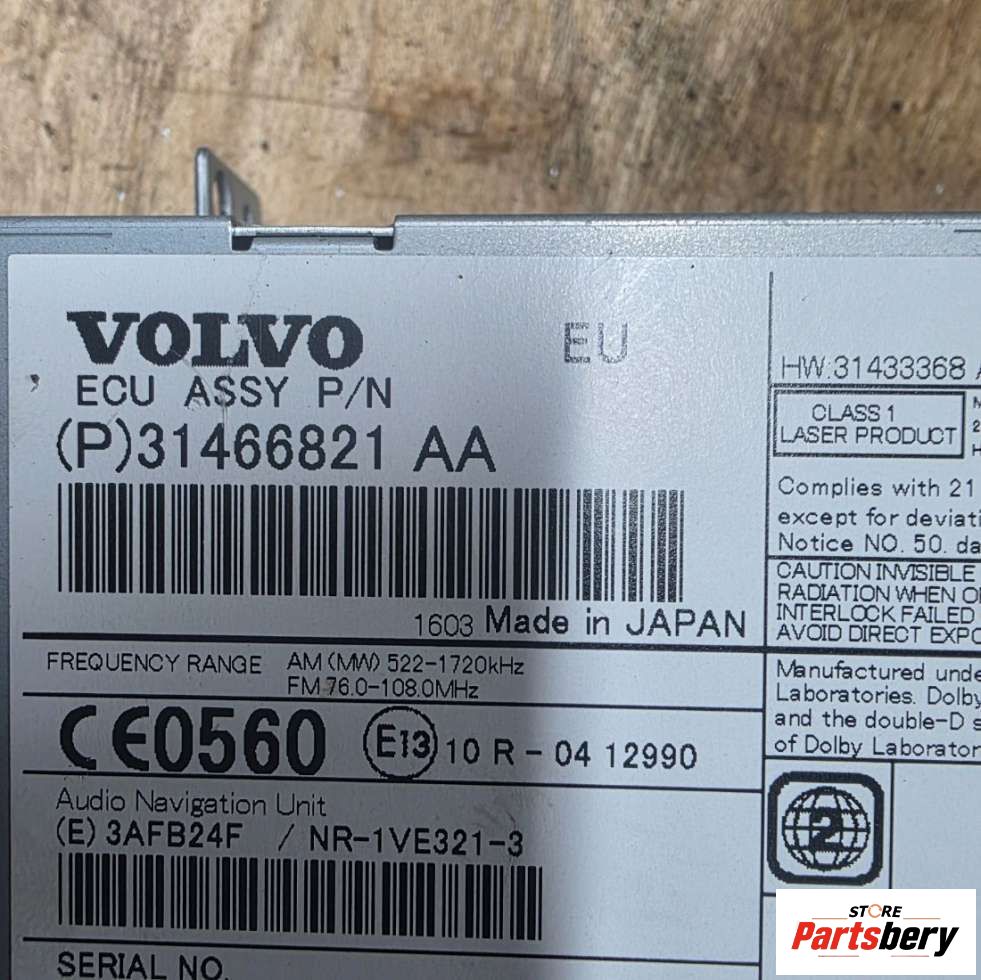 VOLVO
EU
ECU ASSY P/N
(P)31466821 AA
1603 Made in JAPAN
FREQUENCY RANGE AM(MW) 522-1720kHz
FM 76.0-108.0MHz
CE0560 E13 10 R - 04 12990
Audio Navigation Unit
(E) 3AFB24F / NR-1VE321-3
SERIAL NO.
HW:31433368
CLASS 1
LASER PRODUCT
Complies with 21
except for deviati
Notice NO. 50. da
CAUTION INVISIBLE
RADIATION WHEN O
INTERLOCK FAILED
AVOID DIRECT EXPO
Manufactured unde
Laboratories. Dolby
and the double-D s
of Dolby Laborator
2
STORE
Partsbery